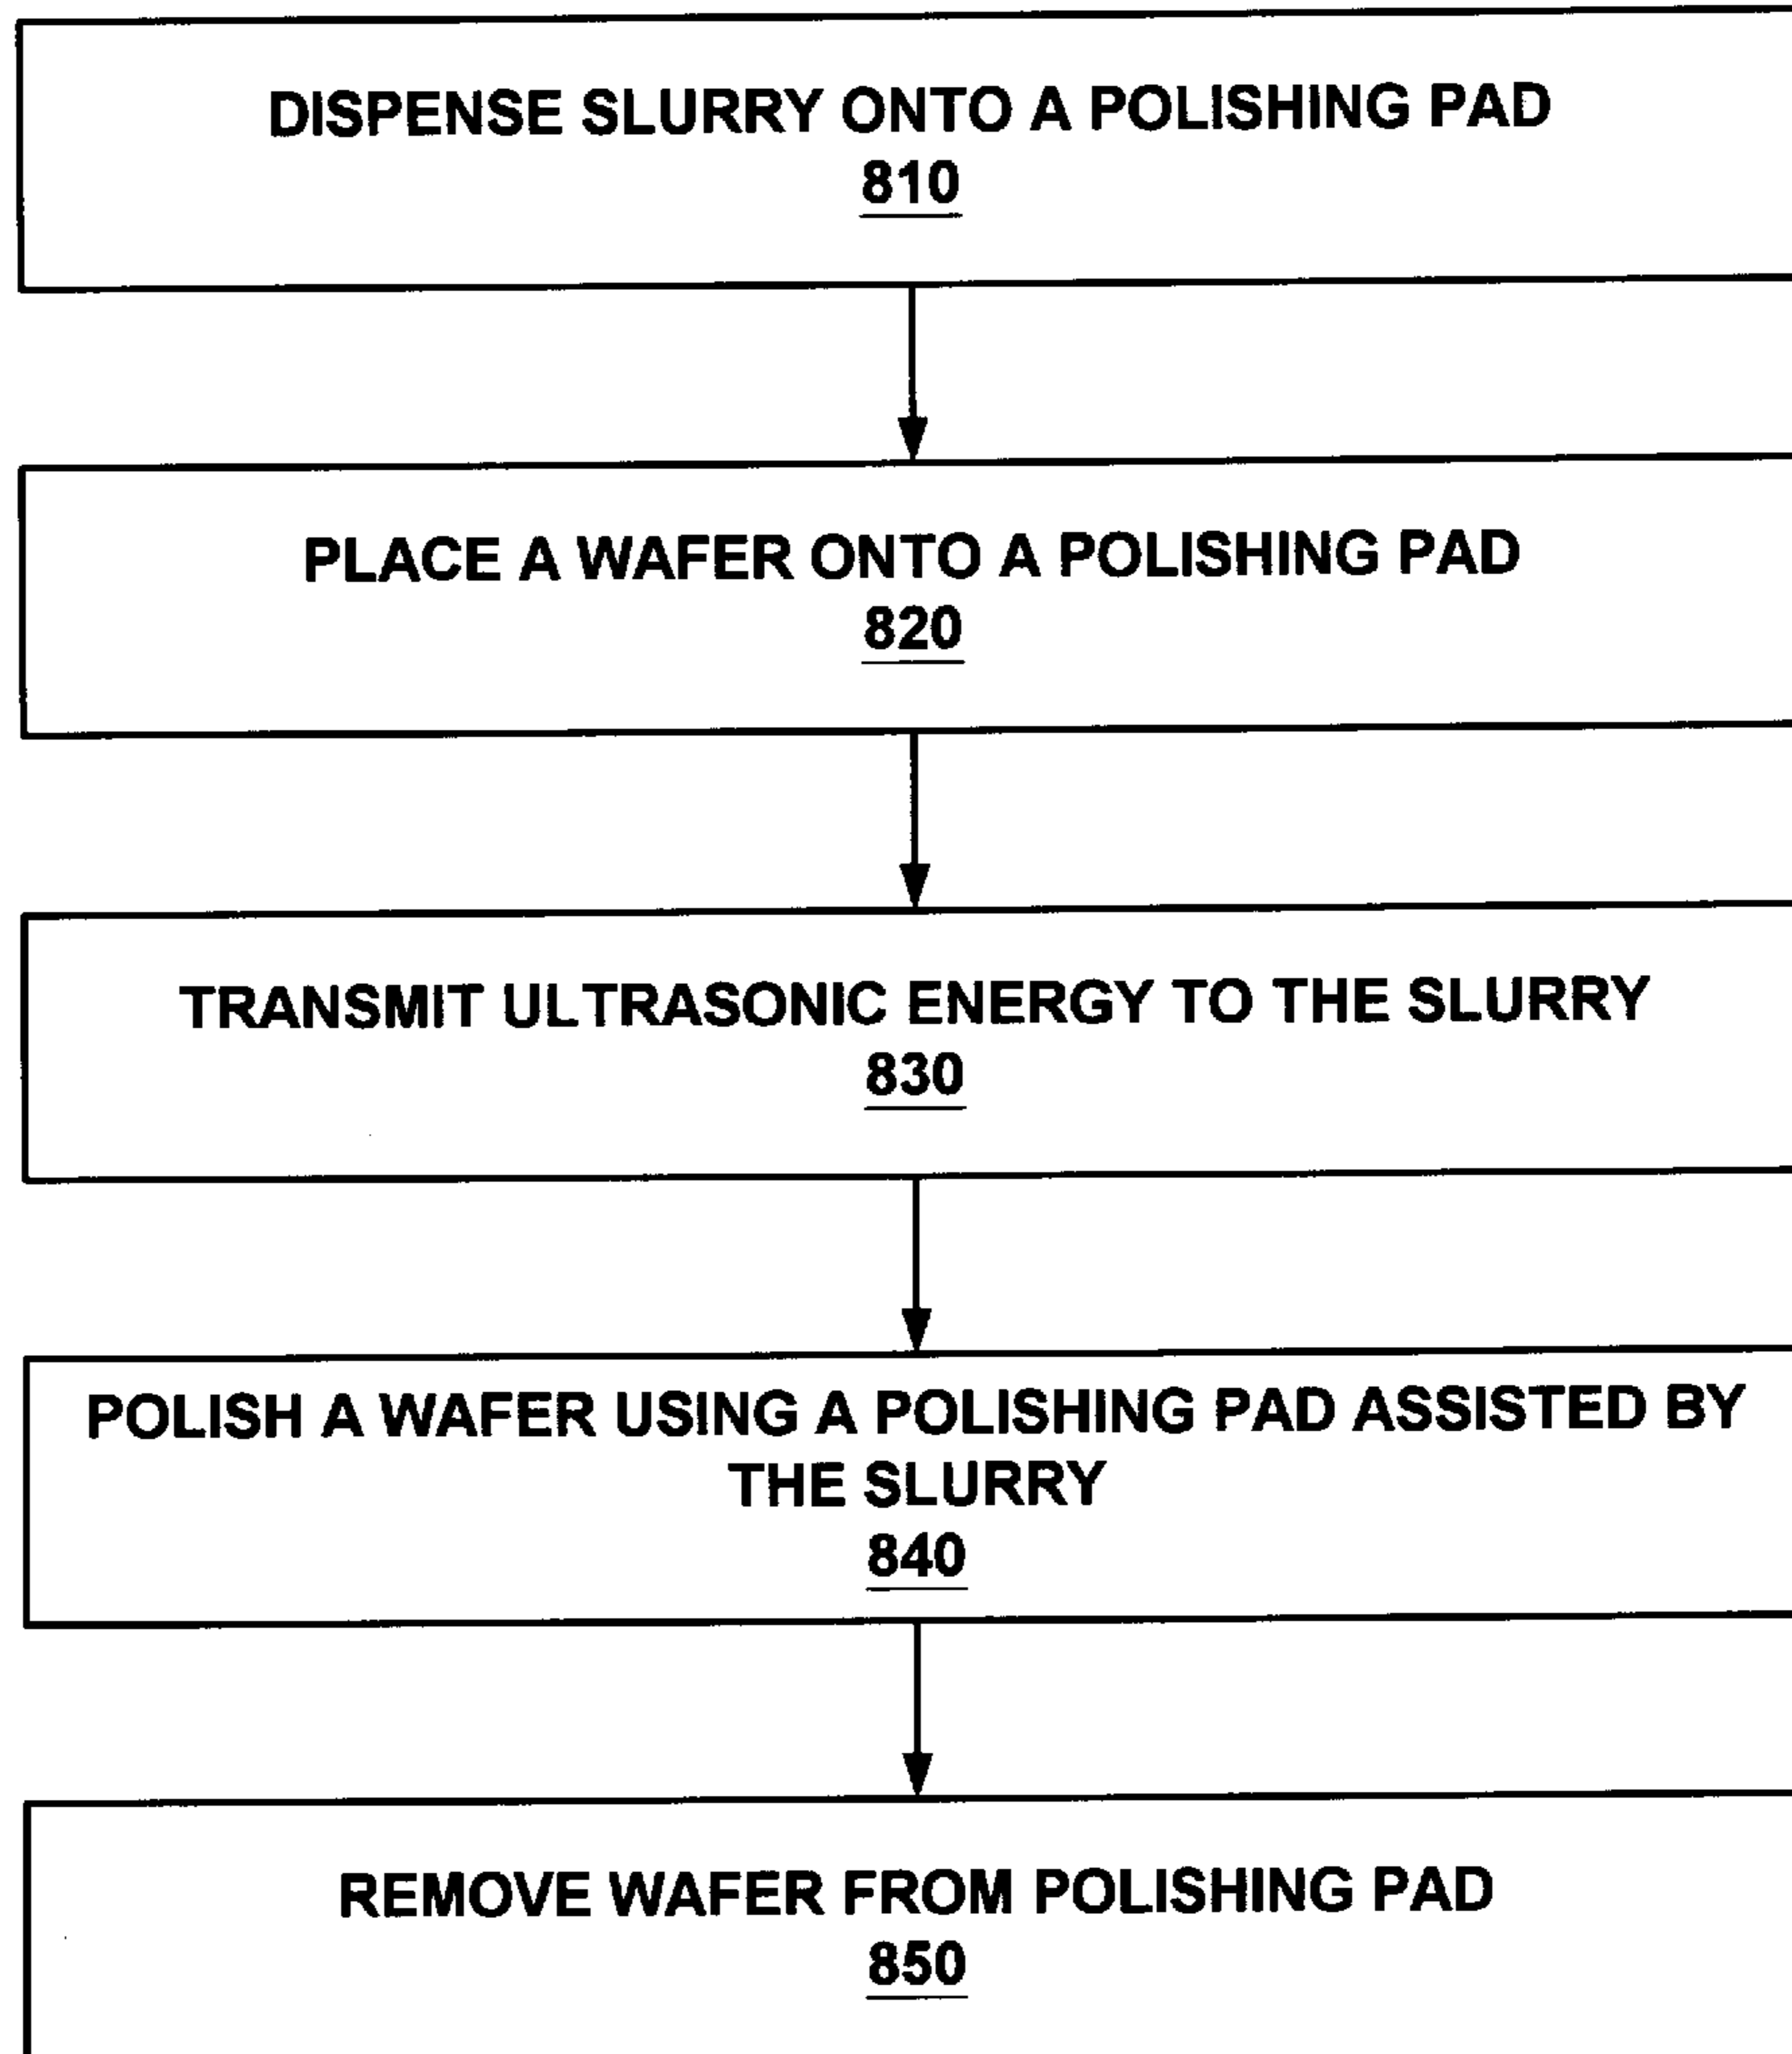 DISPENSE SLURRY ONTO A POLISHING PAD
810
PLACE A WAFER ONTO A POLISHING PAD
820
TRANSMIT ULTRASONIC ENERGY TO THE SLURRY
830
POLISH A WAFER USING A POLISHING PAD ASSISTED BY
THE SLURRY
840
REMOVE WAFER FROM POLISHING PAD
850